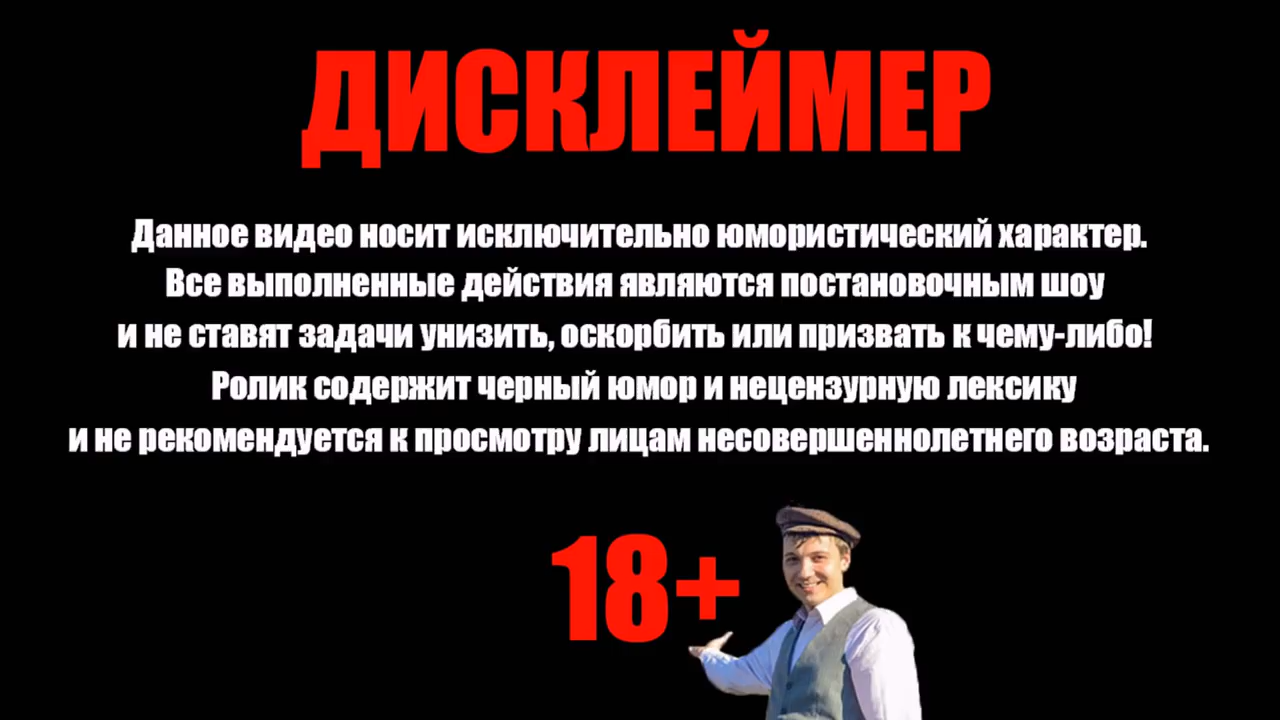 ДИСКЛЕЙМЕР
Данное видео носит исключительно юмористический характер.
Все выполненные действия являются постановочным шоу
и не ставят задачи унизить, оскорбить или призвать к чему-либо!
Ролик содержит черный юмор и нецензурную лексику
и не рекомендуется к просмотру лицам несовершеннолетнего возраста.
18+